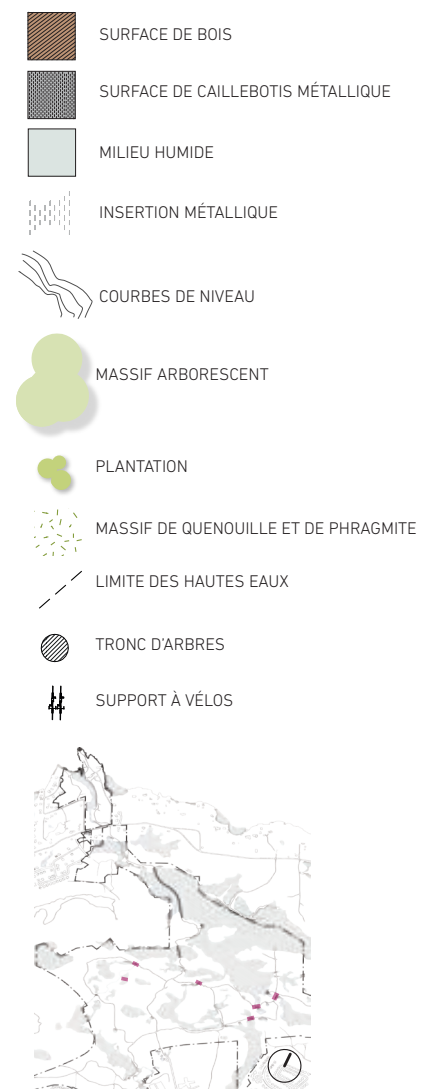 SURFACE DE BOIS
SURFACE DE CAILLEBOTIS MÉTALLIQUE
MILIEU HUMIDE
INSERTION MÉTALLIQUE
COURBES DE NIVEAU
MASSIF ARBORESCENT
PLANTATION
MASSIF DE QUENOUILLE ET DE PHRAGMITE
LIMITE DES HAUTES EAUX
TRONC D'ARBRES
SUPPORT À VÉLOS